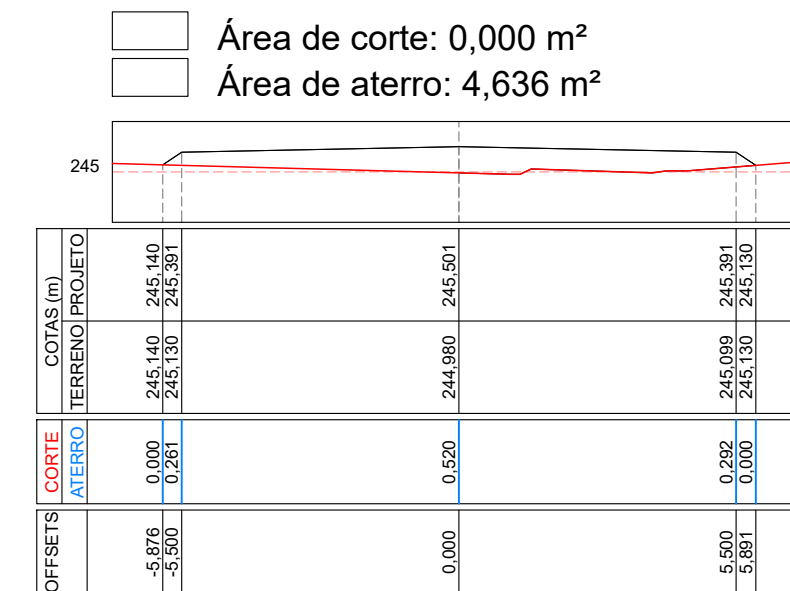 Área de corte: 0,000 m²
Área de aterro: 4,636 m²
245
COTAS (m)
PROJETO
245,140
245,391
245,501
245,391
245,130
TERRENO
245,140
245,130
244,980
245,099
245,130
CORTE
ATERRO
0,000
0,261
0,520
0,292
0,000
OFFSETS
-5,876
-5,500
0,000
5,500
5,891